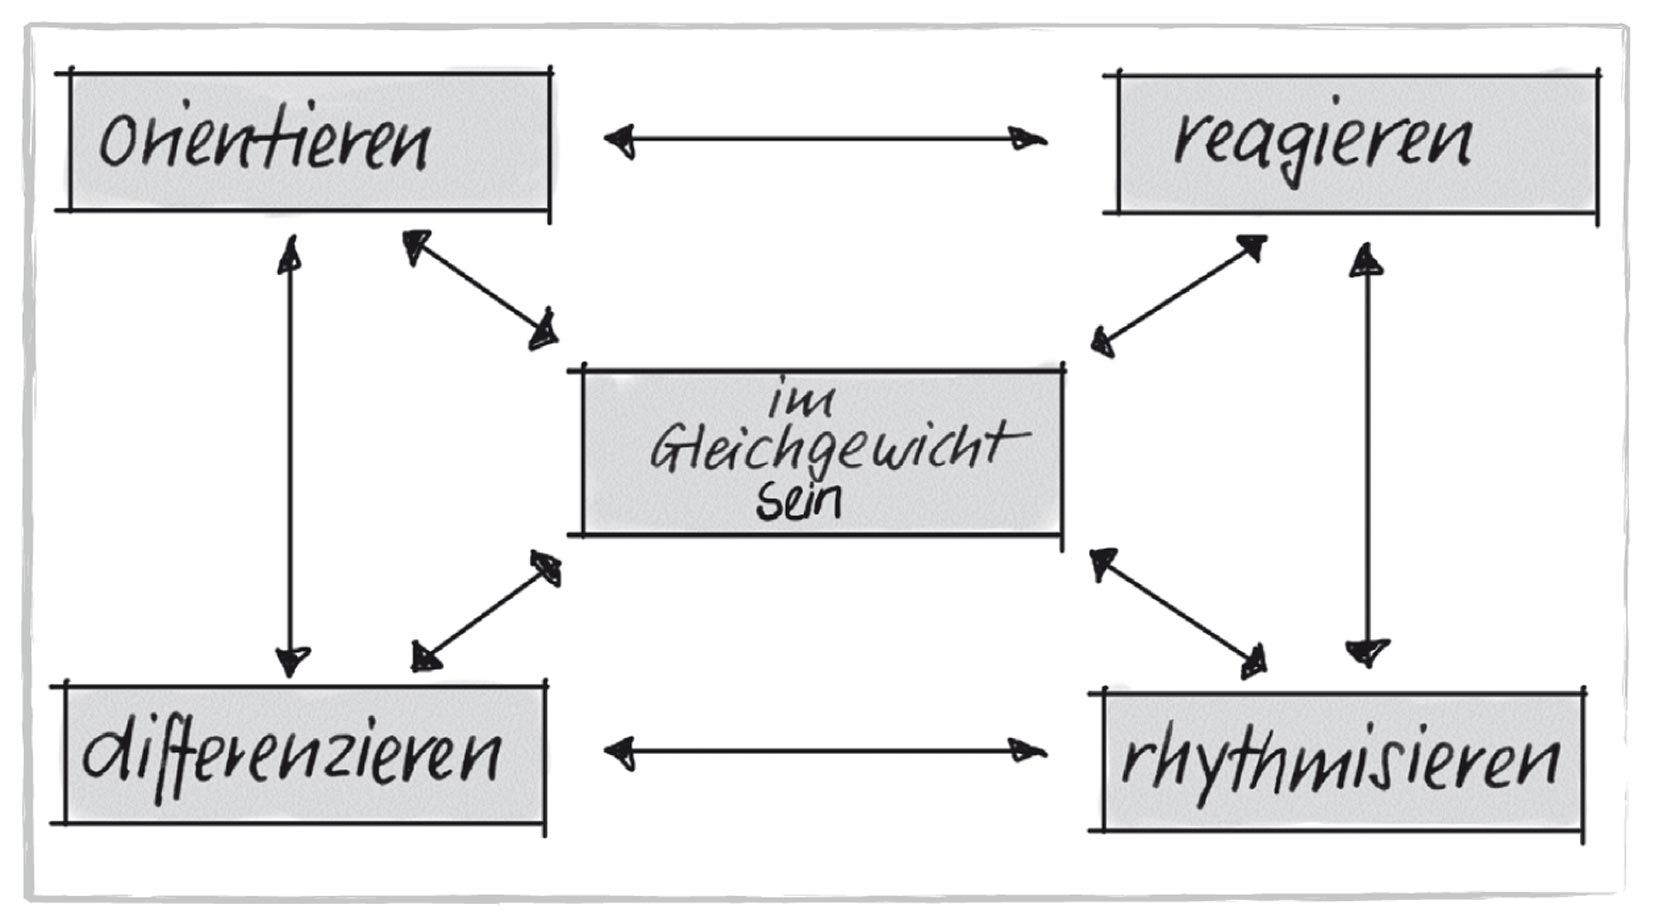 orientieren
reagieren
im
Gleichgewicht
sein
differenzieren
rhythmisieren